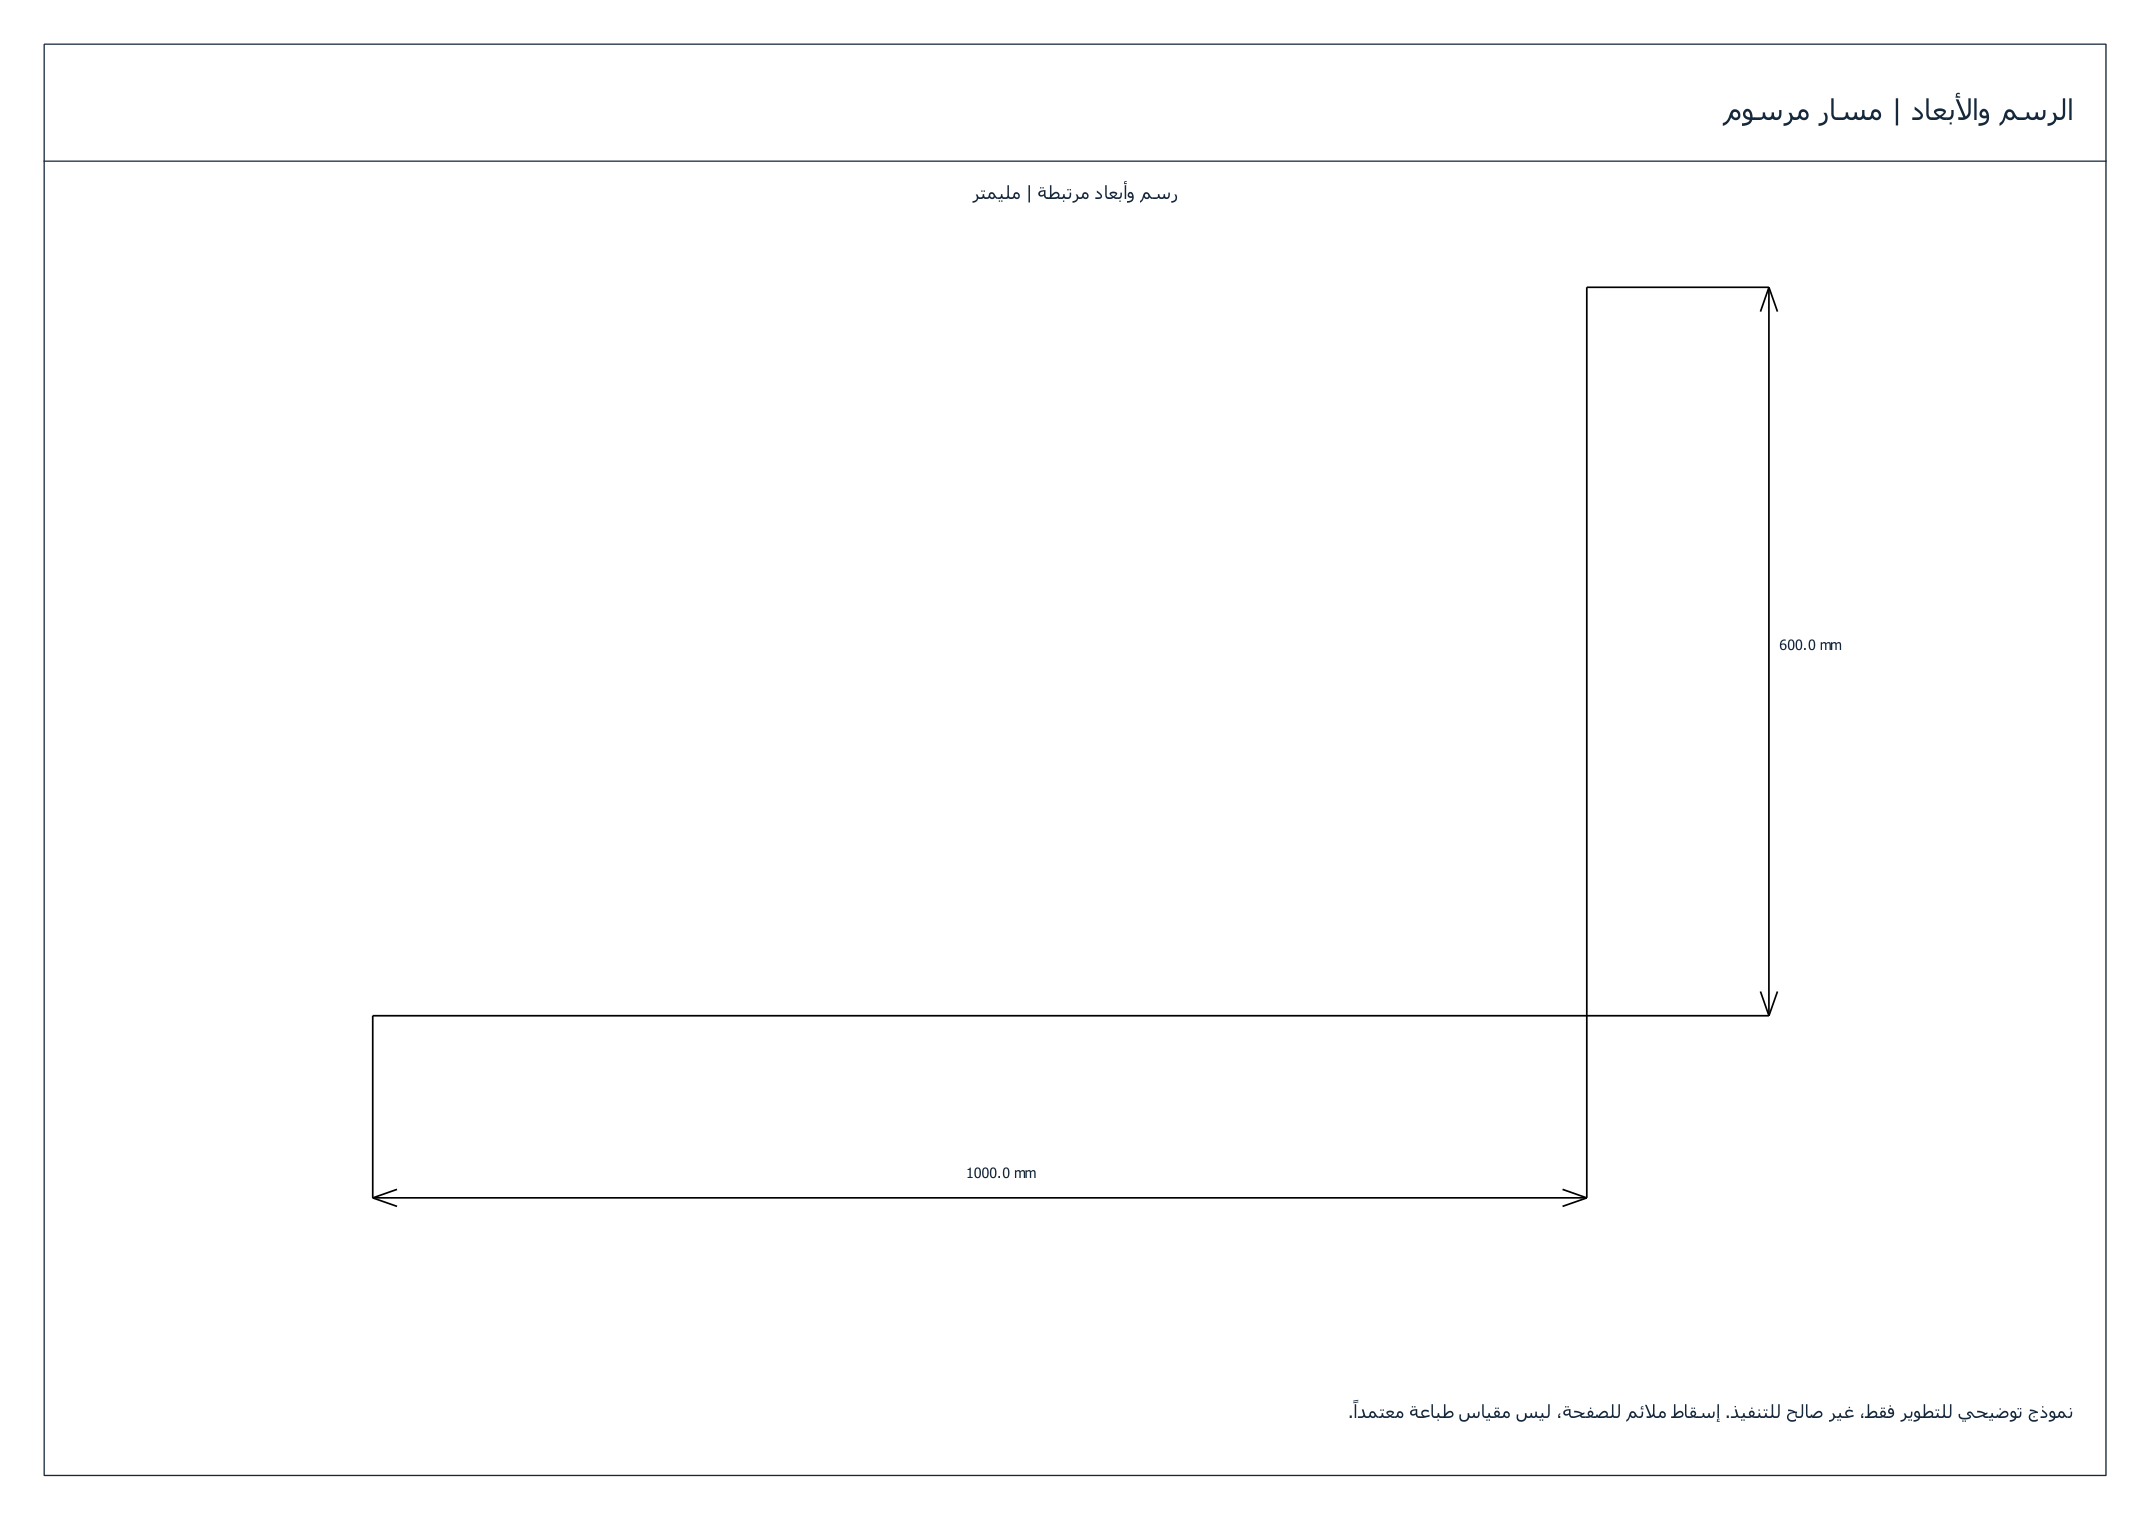 الرسم والأبعاد | مسار مرسوم
رسم وأبعاد مرتبطة | مليمتر
600.0 mm
1000.0 mm
نموذج توضيحي للتطوير فقط، غير صالح للتنفيذ. إسقاط ملائم للصفحة، ليس مقياس طباعة معتمداً.